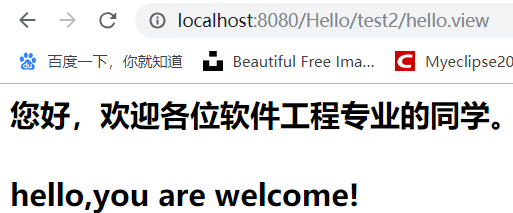 localhost:8080/Hello/test2/hello.view
百度一下，你就知道 Beautiful Free Ima... Myeclipse20
您好，欢迎各位软件工程专业的同学。
hello,you are welcome!